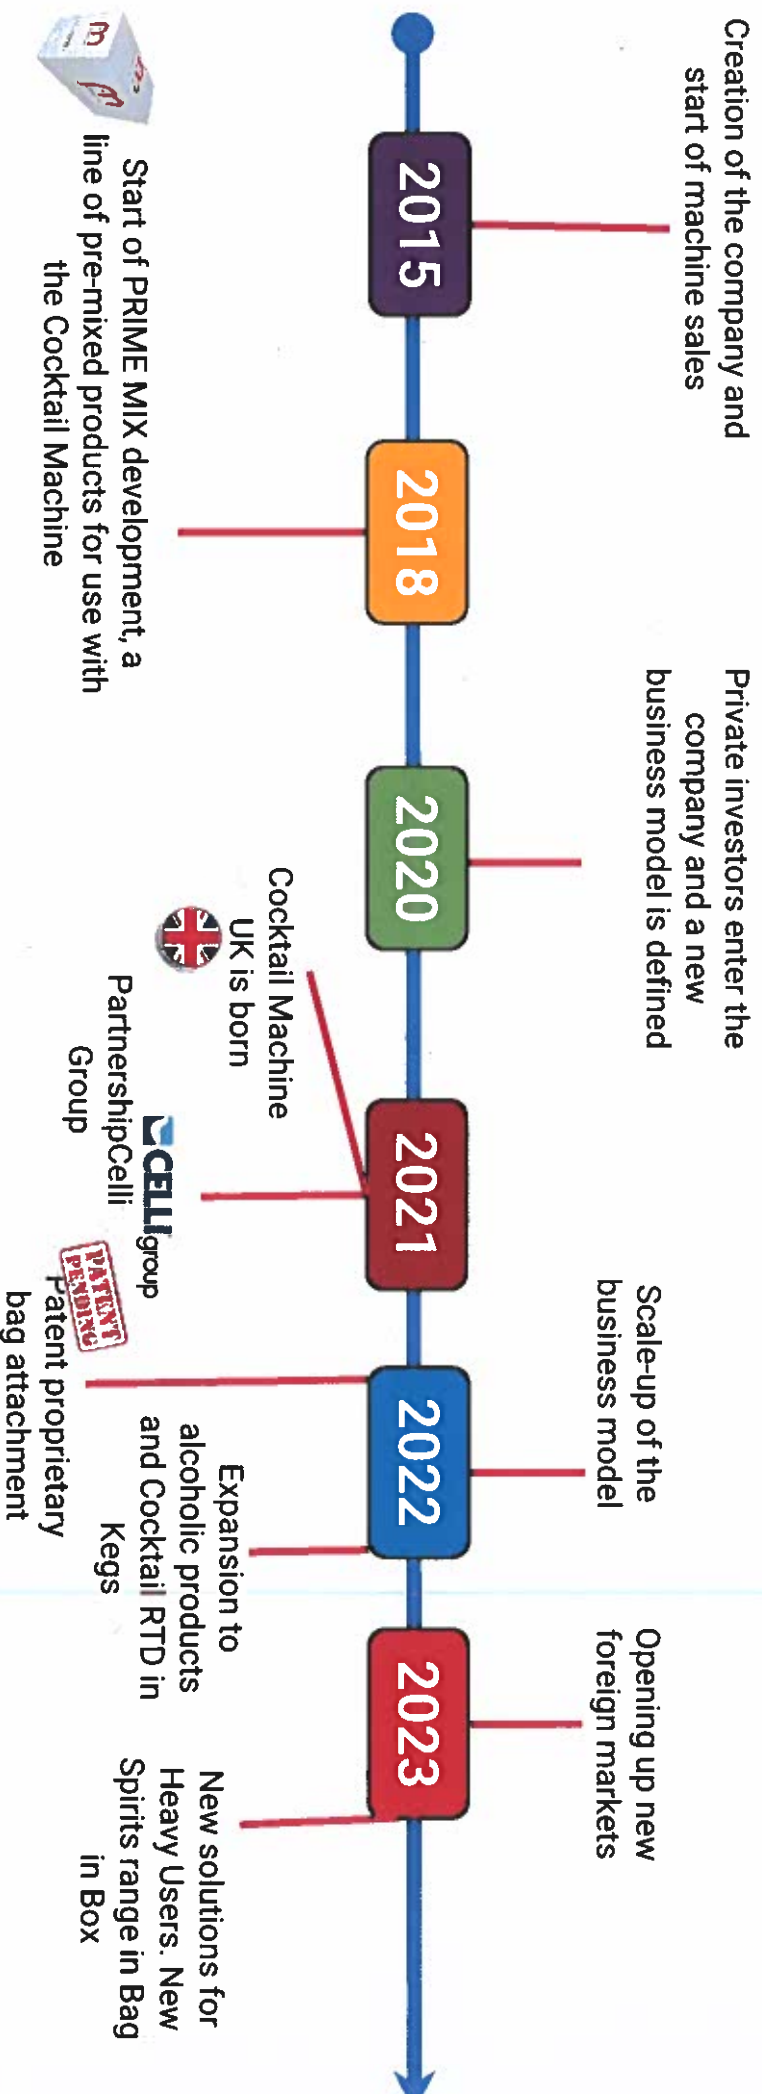 Creation of the company and
start of machine sales
2015
2018
Start of PRIME MIX development, a
line of pre-mixed products for use with
the Cocktail Machine
Private investors enter the
company and a new
business model is defined
2020
2021
Cocktail Machine
UK is born
CELLI group
PartnershipCelli
Group
Scale-up of the
business model
2022
PATENT
PENDING
Patent proprietary
bag attachment
Expansion to
alcoholic products
and Cocktail RTD in
Kegs
Opening up new
foreign markets
2023
New solutions for
Heavy Users. New
Spirits range in Bag
in Box